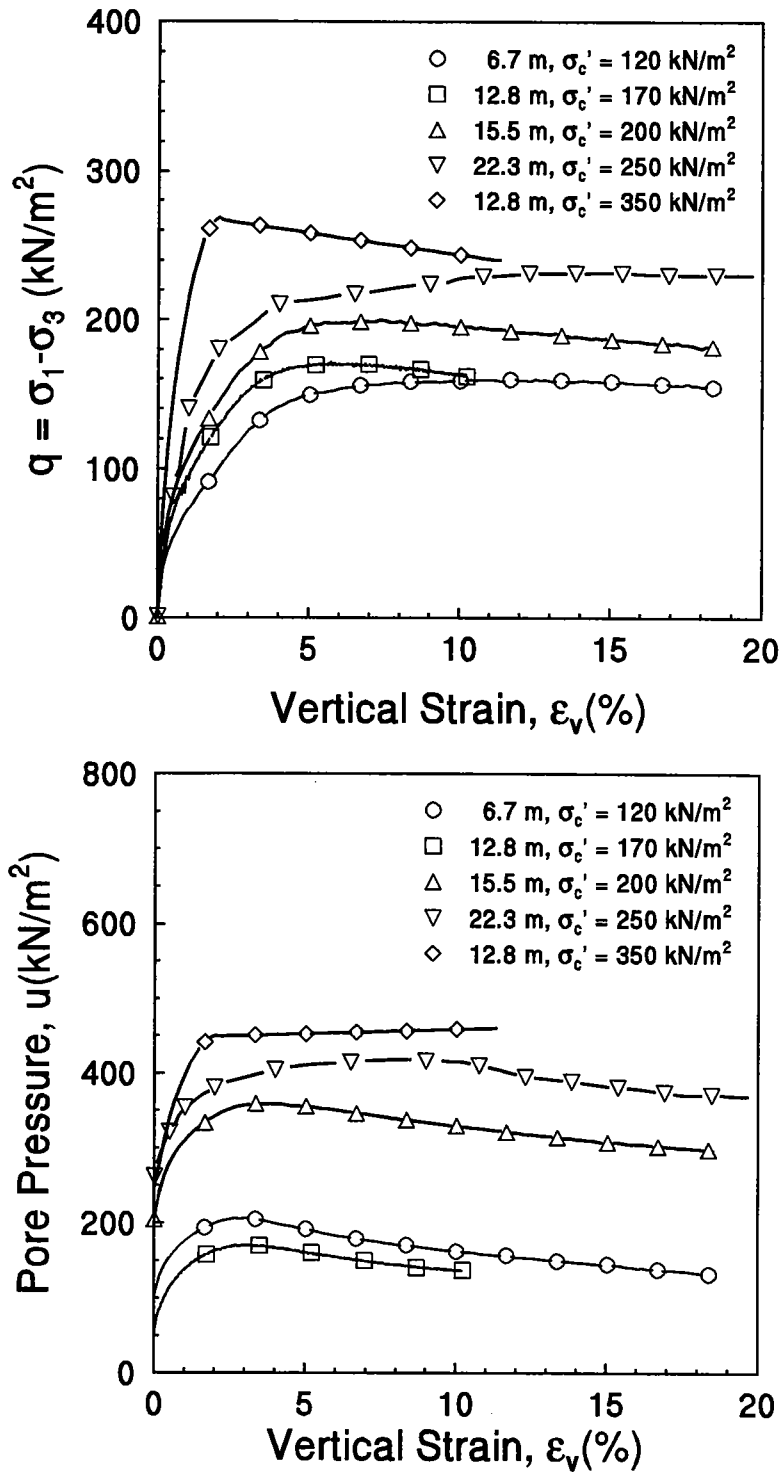 400
300
200
100
0
q = σ₁-σ₃ (kN/m²)
6.7 m, σc' = 120 kN/m²
12.8 m, σc' = 170 kN/m²
15.5 m, σc' = 200 kN/m²
22.3 m, σc' = 250 kN/m²
12.8 m, σc' = 350 kN/m²
0 5 10 15 20
Vertical Strain, εv(%)
800
600
400
200
0
Pore Pressure, u(kN/m²)
6.7 m, σc' = 120 kN/m²
12.8 m, σc' = 170 kN/m²
15.5 m, σc' = 200 kN/m²
22.3 m, σc' = 250 kN/m²
12.8 m, σc' = 350 kN/m²
0 5 10 15 20
Vertical Strain, εv(%)